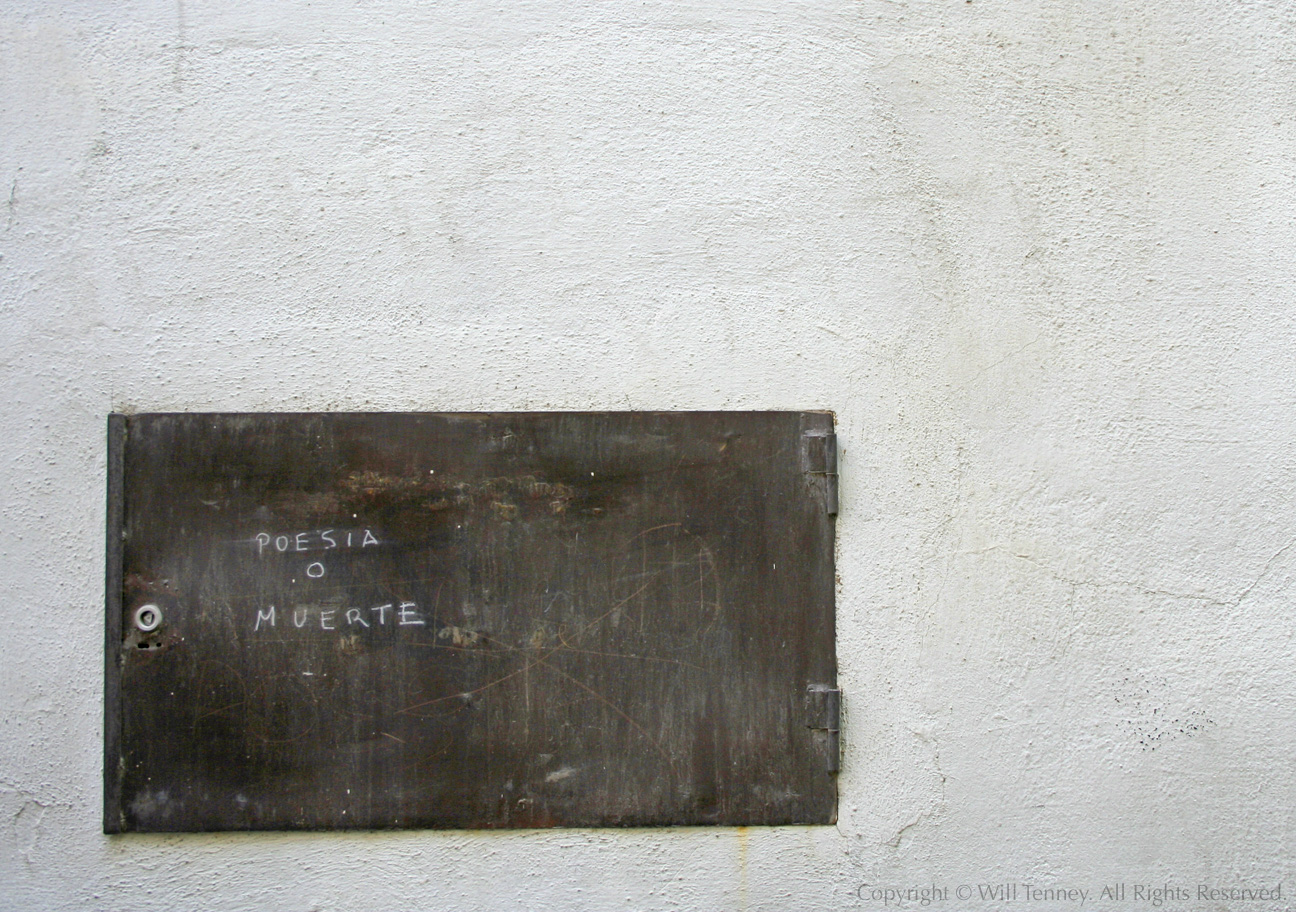 POESIA
O
MUERTE
Copyright © Will Tenney. All Rights Reserved.